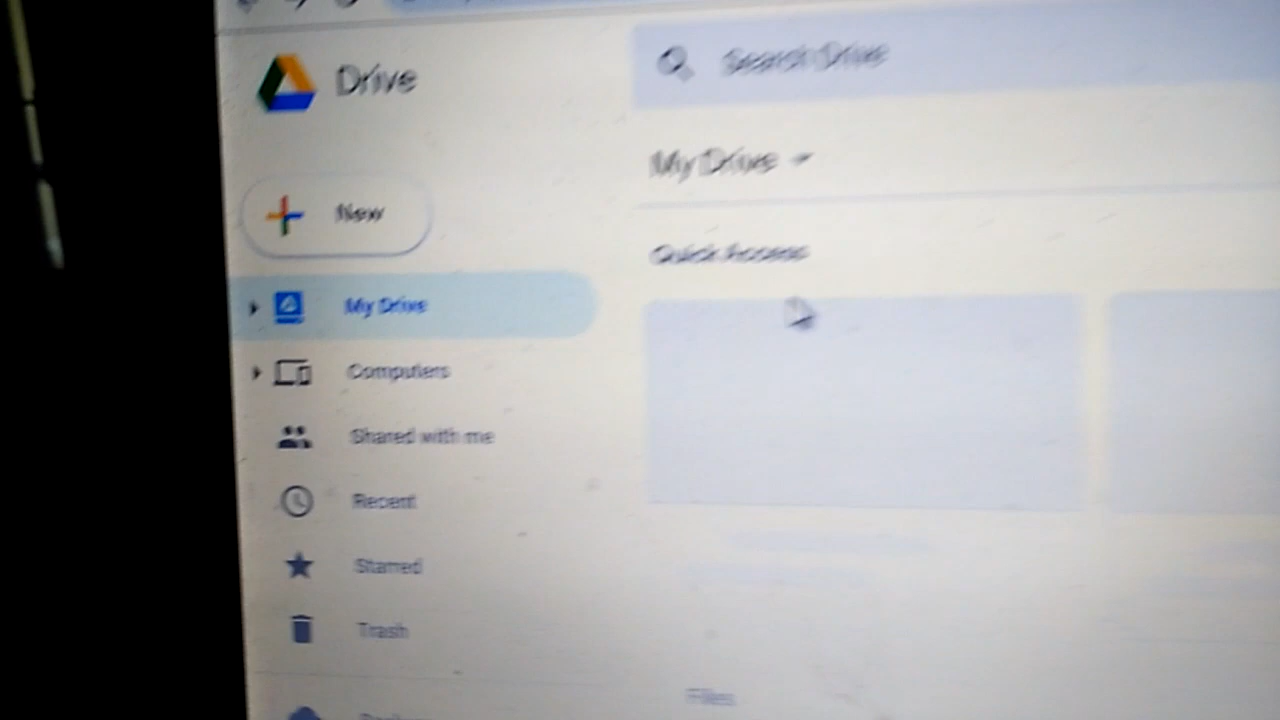 Drive
Search Drive
My Drive
New
Quick Access
My Drive
Computers
Shared with me
Recent
Starred
Trash
Files